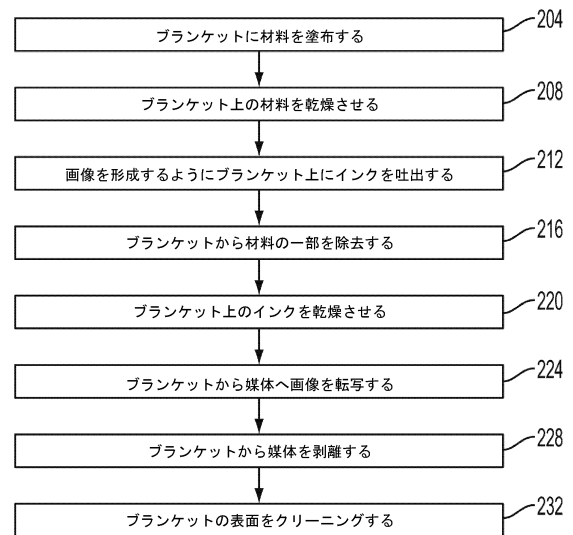 ブランケットに材料を塗布する
204
ブランケット上の材料を乾燥させる
208
画像を形成するようにブランケット上にインクを吐出する
212
ブランケットから材料の一部を除去する
216
ブランケット上のインクを乾燥させる
220
ブランケットから媒体へ画像を転写する
224
ブランケットから媒体を剥離する
228
ブランケットの表面をクリーニングする
232